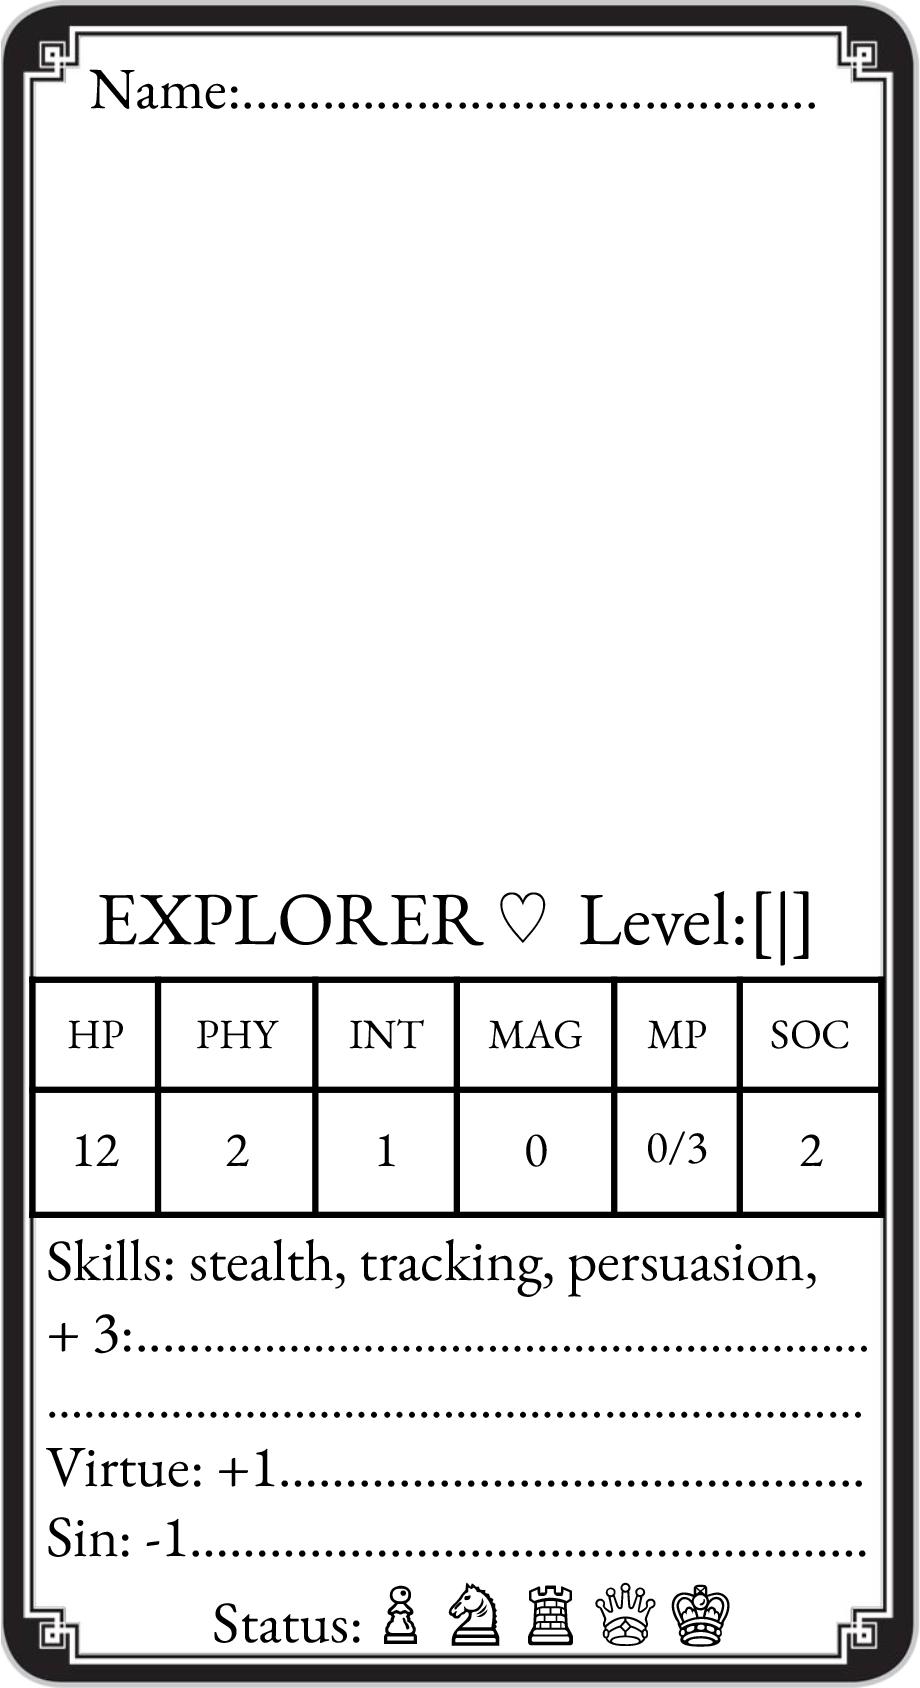 Name:............................................
EXPLORER ♡ Level:[|]
HP PHY INT MAG MP SOC
12 2 1 0 0/3 2
Skills: stealth, tracking, persuasion,
+ 3:........................................................
..............................................................
Virtue: +1.............................................
Sin: -1....................................................
Status: ♙ ♘ ♖ ♕ ♔